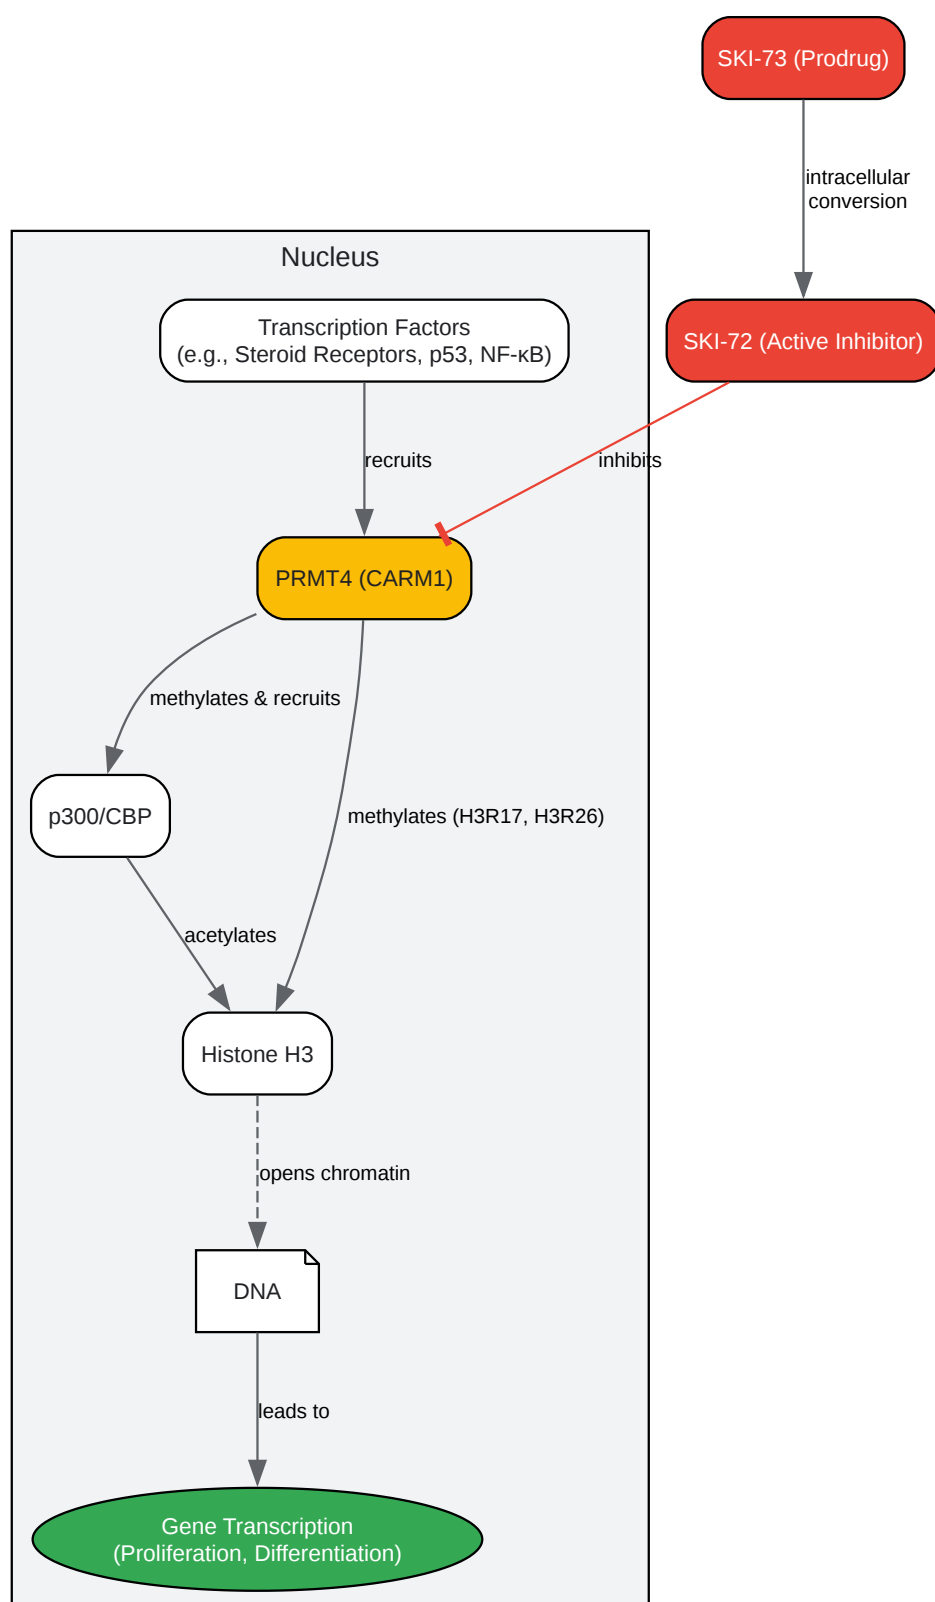 SKI-73 (Prodrug)
intracellular
conversion
Nucleus
Transcription Factors
(e.g., Steroid Receptors, p53, NF-κB)
SKI-72 (Active Inhibitor)
recruits
inhibits
PRMT4 (CARM1)
methylates & recruits
p300/CBP
methylates (H3R17, H3R26)
acetylates
Histone H3
opens chromatin
DNA
leads to
Gene Transcription
(Proliferation, Differentiation)